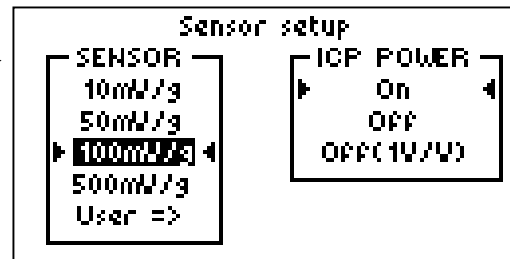 Sensor setup
SENSOR
10mV/g
50mV/g
100mV/g
500mV/g
User =>
ICP POWER
On
Off
Off(1V/V)